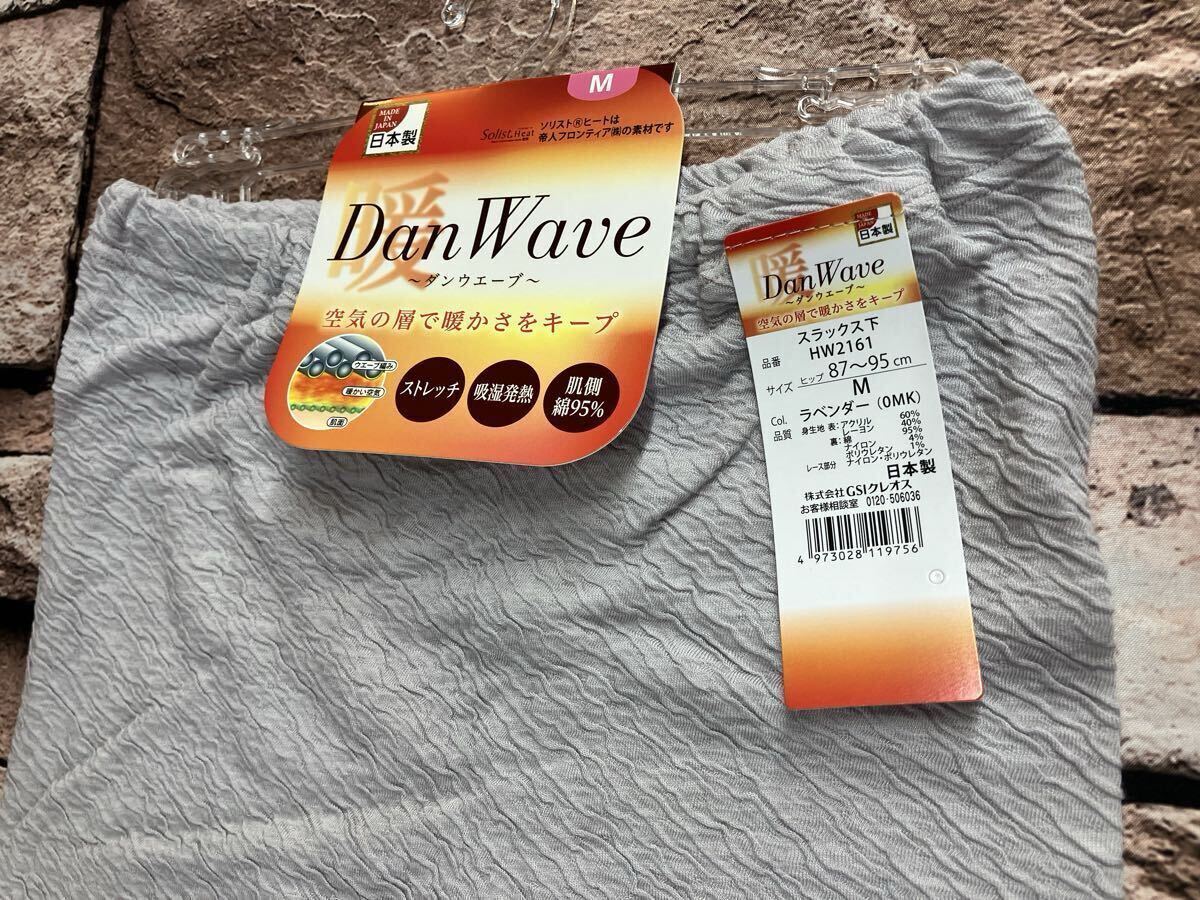 M
MADE
IN
JAPAN
日本製
Solist Heat
ソリスト®ヒートは
帝人フロンティア㈱の素材です
暖
DanWave
～ダンウエーブ～
空気の層で暖かさをキープ
ウエーブ編み
暖かい空気
肌面
ストレッチ
吸湿発熱
肌側
綿95%
MADE
IN
JAPAN
日本製
暖
DanWave
～ダンウエーブ～
空気の層で暖かさをキープ
スラックス下
品番 HW2161
サイズ ヒップ 87～95cm
M
Col. ラベンダー (0MK)
品質 身生地 表:アクリル 60%
レーヨン 40%
裏:綿 95%
ナイロン 4%
ポリウレタン 1%
レース部分 ナイロン・ポリウレタン
日本製
株式会社GSIクレオス
お客様相談室 0120-506036
4 973028 119756